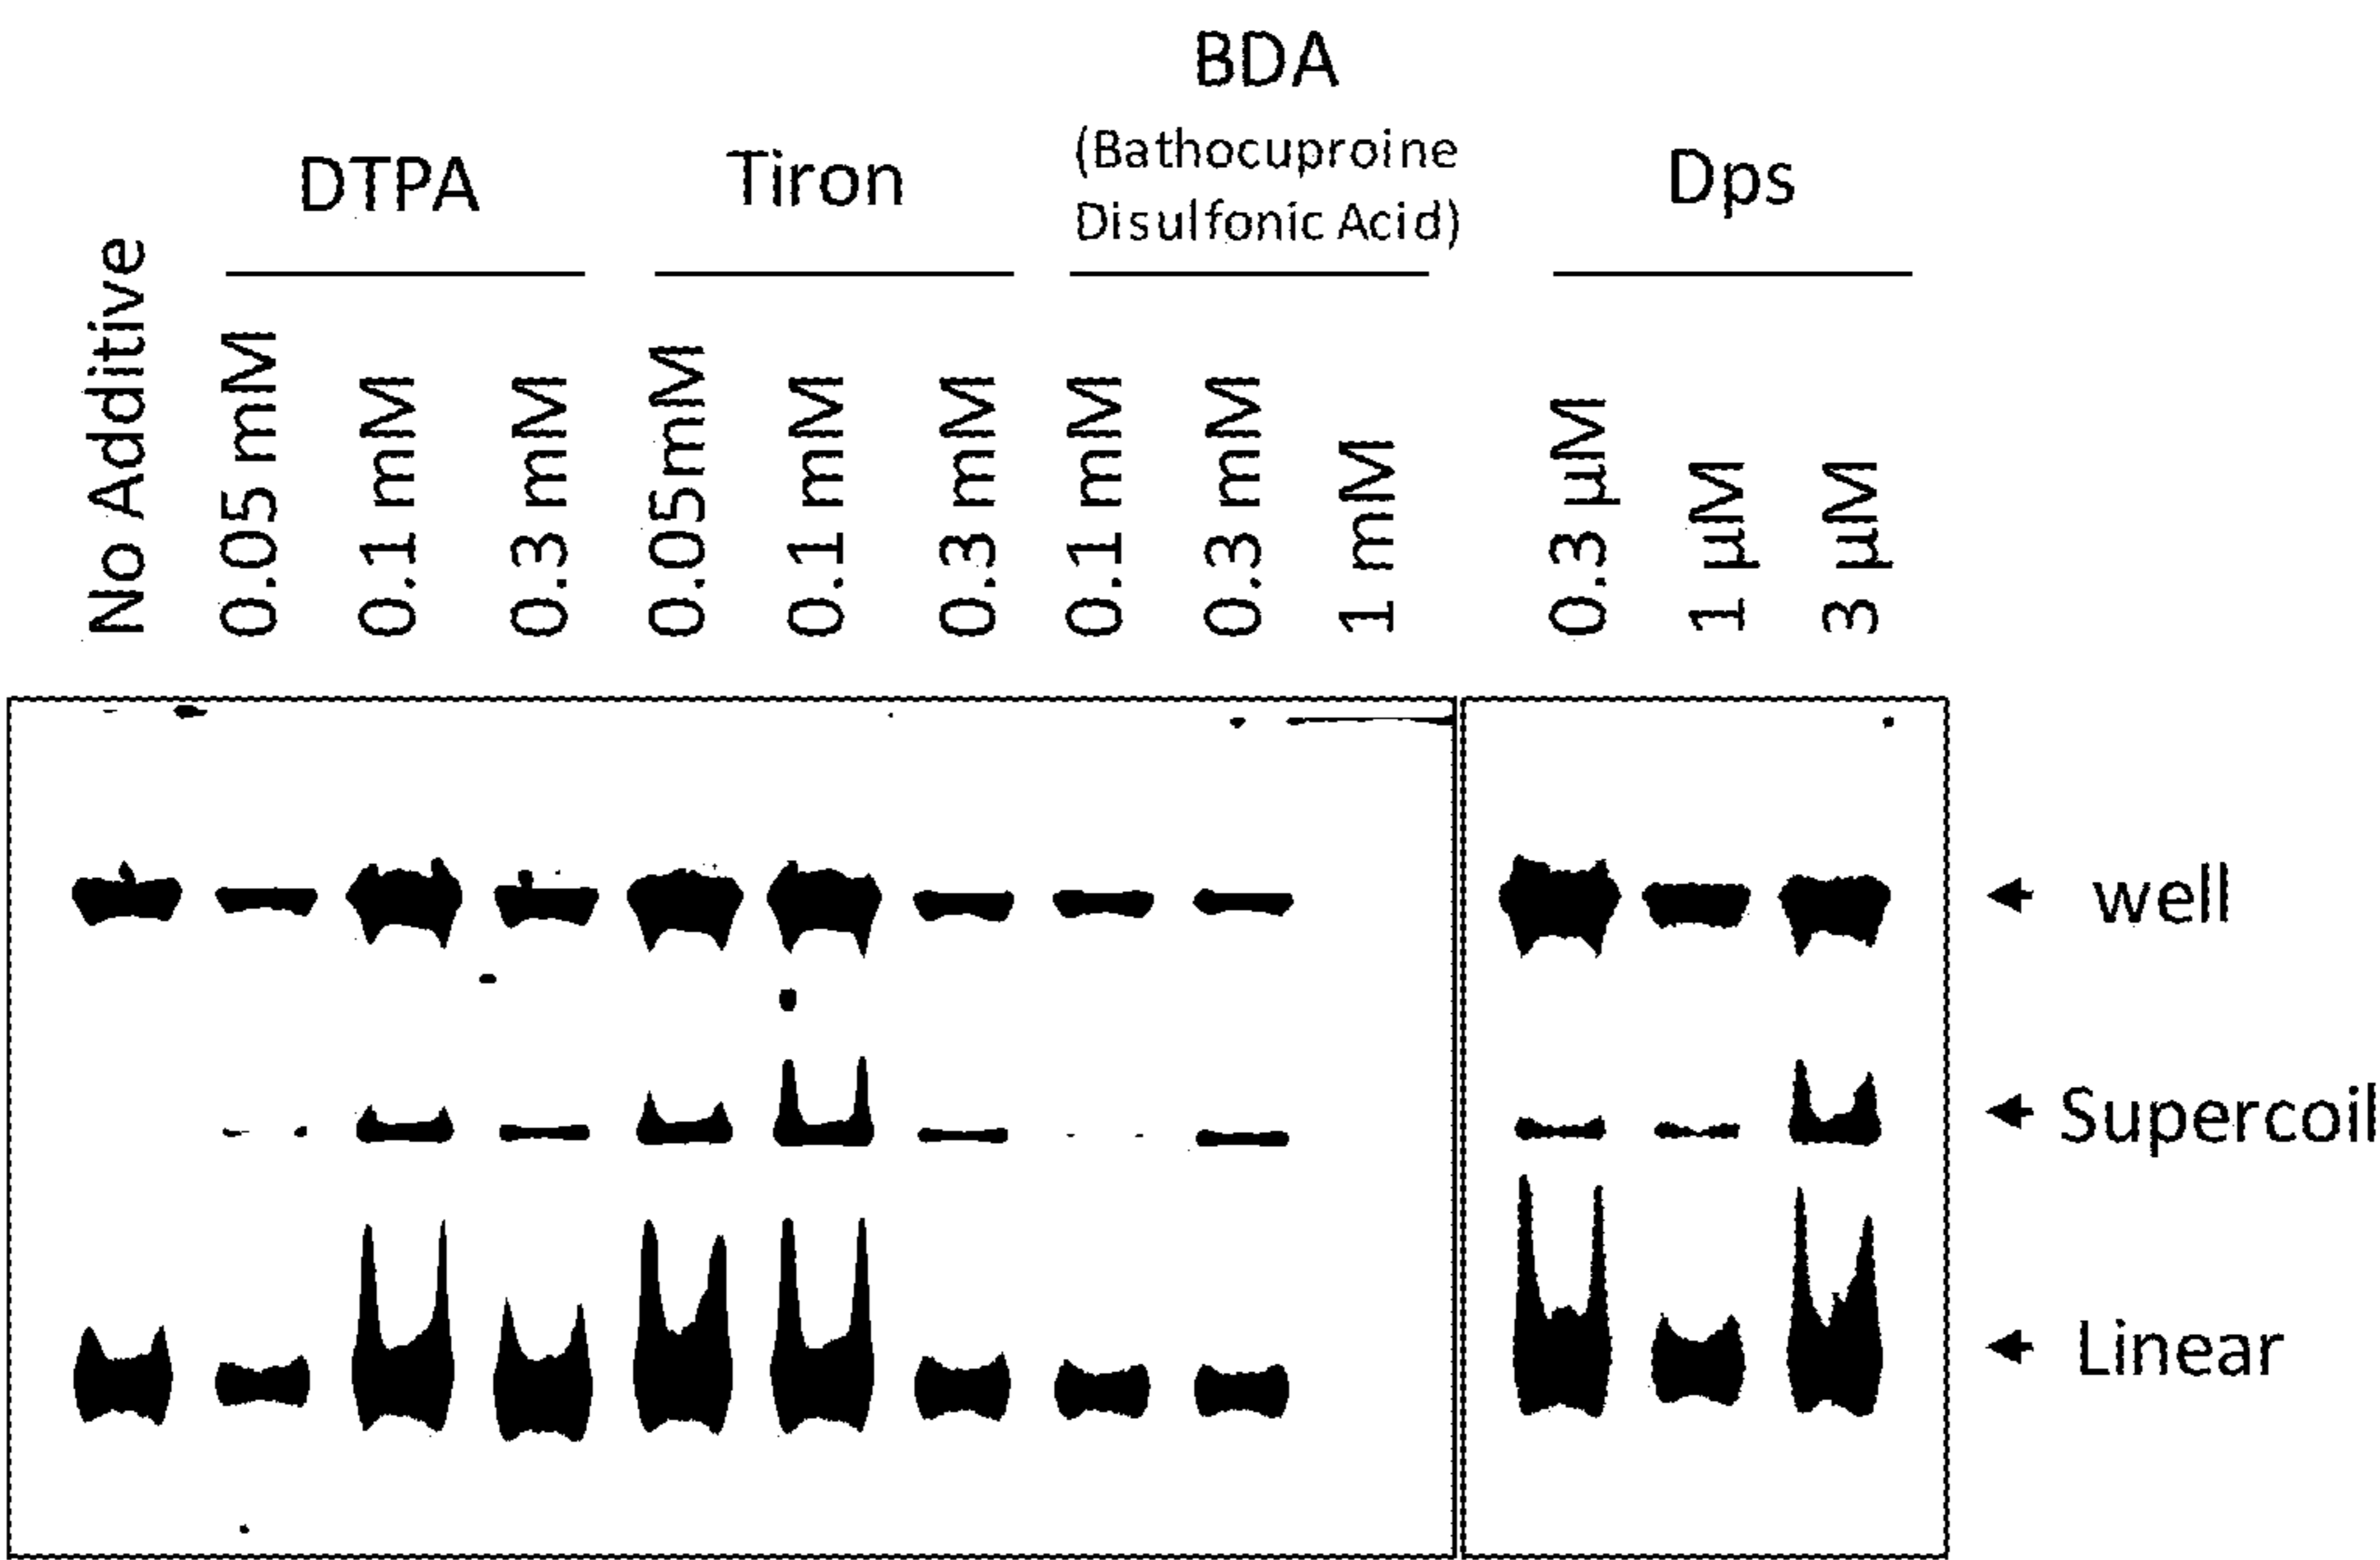 BDA
(Bathocuproine
Disulfonic Acid)
DTPA
Tiron
Dps
No Additive
0.05 mM
0.1 mM
0.3 mM
0.05mM
0.1 mM
0.3 mM
0.1 mM
0.3 mM
1 mM
0.3 µM
1 µM
3 µM
well
Supercoil
Linear